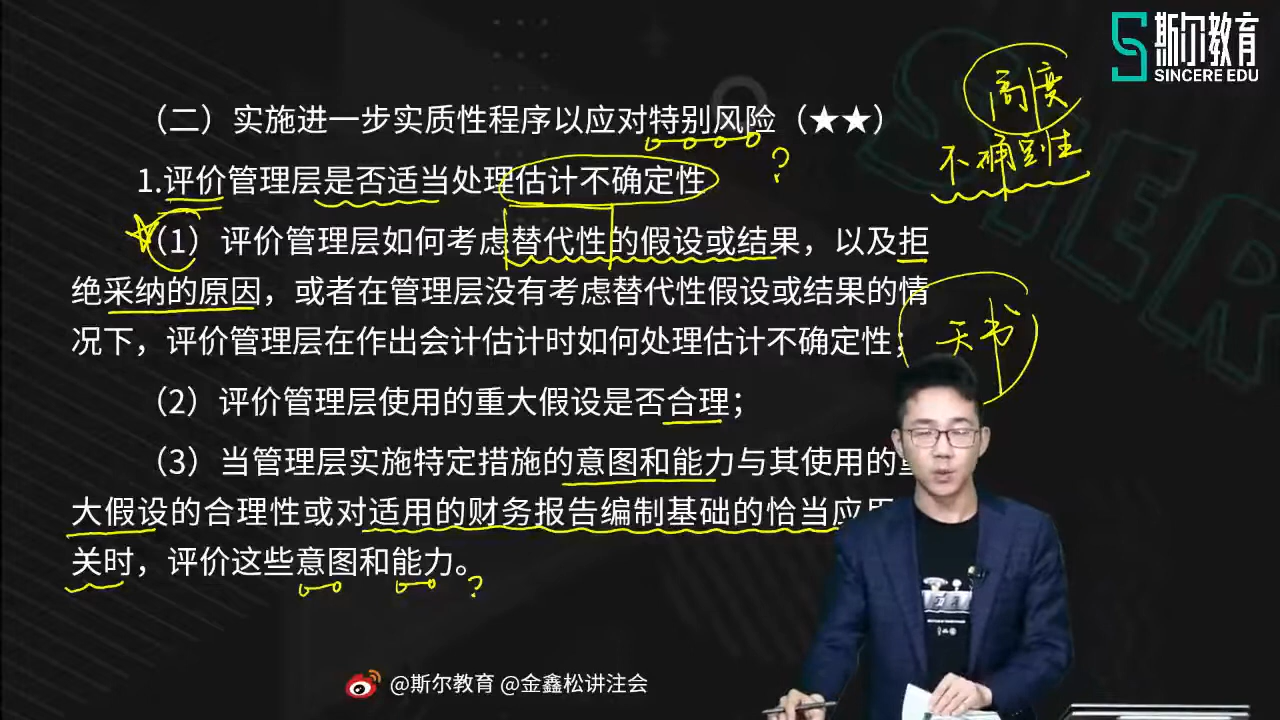 斯尔教育
SINCERE EDU
高度
不确定性
（二）实施进一步实质性程序以应对特别风险（★★）
?
1.评价管理层是否适当处理估计不确定性
（1）评价管理层如何考虑替代性的假设或结果，以及拒
绝采纳的原因，或者在管理层没有考虑替代性假设或结果的情
况下，评价管理层在作出会计估计时如何处理估计不确定性；
天书
（2）评价管理层使用的重大假设是否合理；
（3）当管理层实施特定措施的意图和能力与其使用的重
大假设的合理性或对适用的财务报告编制基础的恰当应用
关时，评价这些意图和能力。
?
@斯尔教育 @金鑫松讲注会